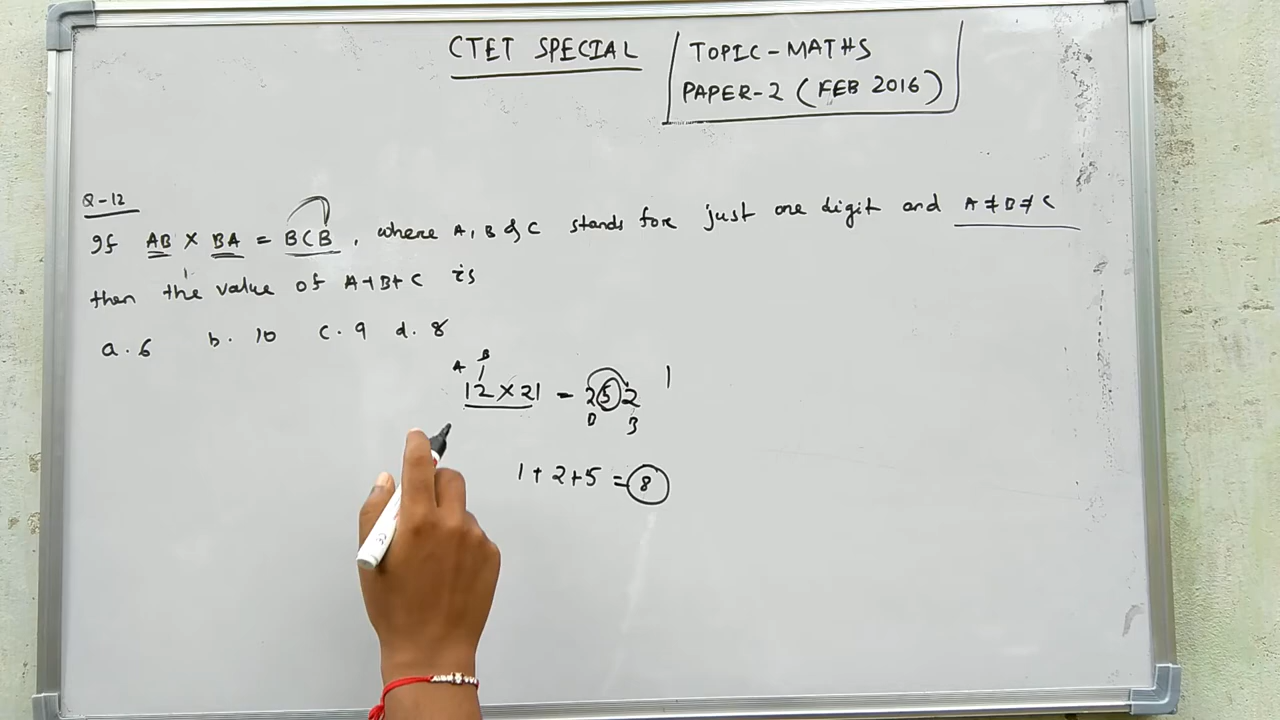 CTET SPECIAL
TOPIC - MATHS
PAPER-2 (FEB 2016)
Q-12
If AB × BA = BCB, where A, B & C stands for just one digit and A ≠ B ≠ C
then the value of A+B+C is
a. 6 b. 10 c. 9 d. 8
A B
12 × 21 = 252
B B
1 + 2 + 5 = 8